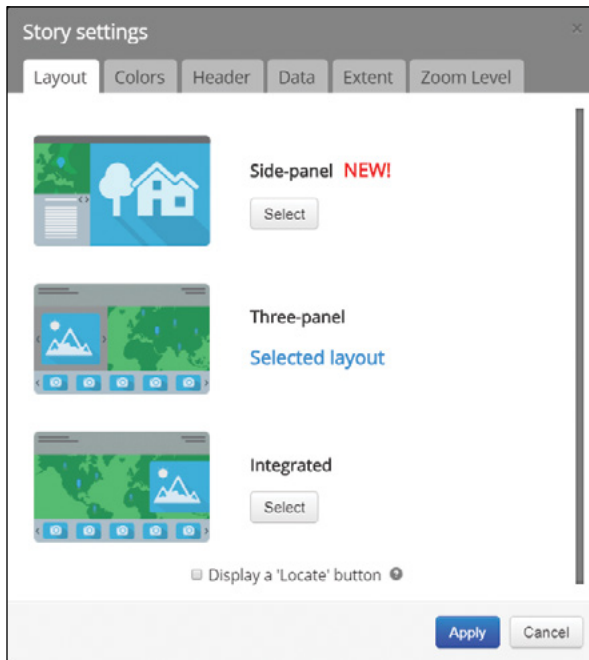 Story settings
×
Layout Colors Header Data Extent Zoom Level
Side-panel NEW!
Select
Three-panel
Selected layout
Integrated
Select
Display a 'Locate' button ?
Apply Cancel